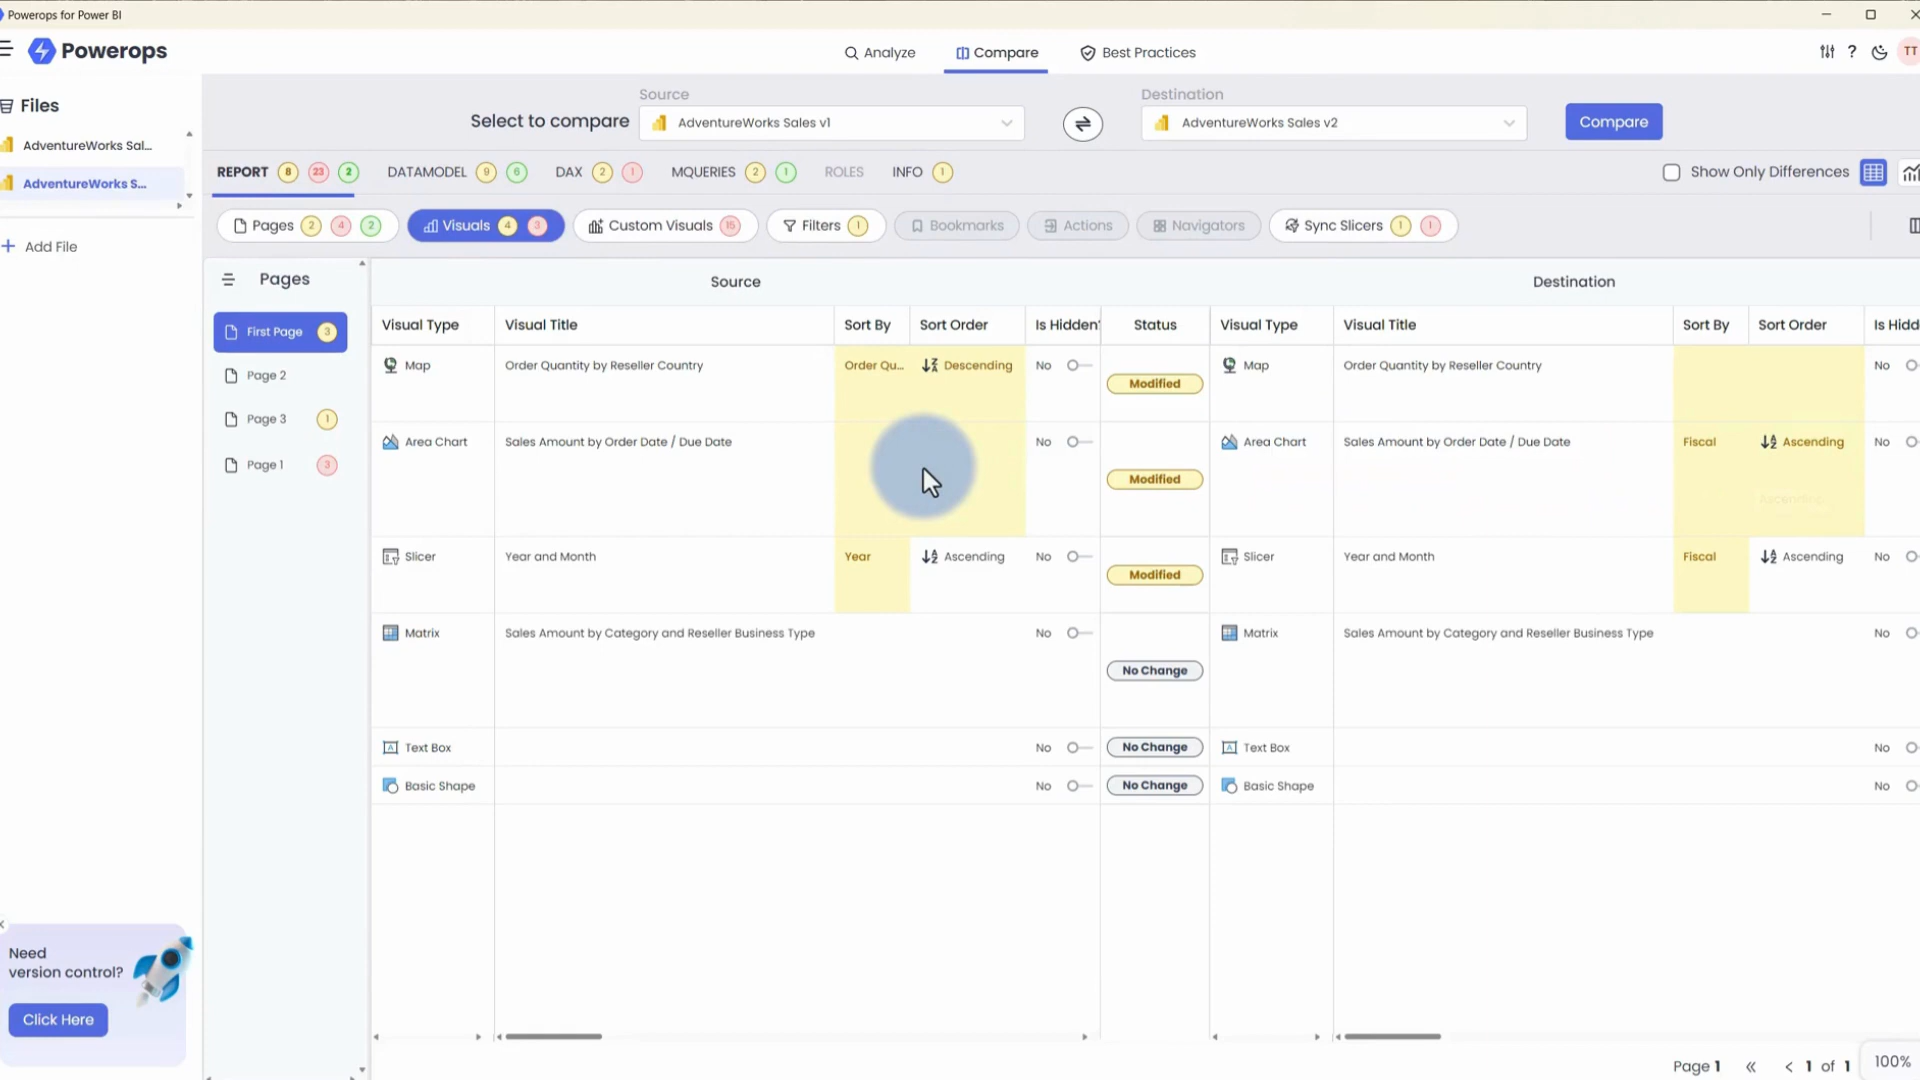 Powerops for Power BI
Powerops
Analyze
Compare
Best Practices
?
TT
Files
AdventureWorks Sal...
AdventureWorks S...
Add File
Source
Destination
Select to compare
AdventureWorks Sales v1
AdventureWorks Sales v2
Compare
REPORT 8 23 2
DATAMODEL 9 6
DAX 2 1
MQUERIES 2 1
ROLES
INFO 1
Show Only Differences
Pages 2 4 2
Visuals 4 3
Custom Visuals 15
Filters 1
Bookmarks
Actions
Navigators
Sync Slicers 1 1
Pages
First Page 3
Page 2
Page 3 1
Page 1 3
Source
Destination
Visual Type Visual Title Sort By Sort Order Is Hidden? Status Visual Type Visual Title Sort By Sort Order Is Hidd
Map Order Quantity by Reseller Country Order Qu... Descending No Modified Map Order Quantity by Reseller Country No
Area Chart Sales Amount by Order Date / Due Date No Modified Area Chart Sales Amount by Order Date / Due Date Fiscal Ascending No
Ascending
Slicer Year and Month Year Ascending No Modified Slicer Year and Month Fiscal Ascending No
Matrix Sales Amount by Category and Reseller Business Type No No Change Matrix Sales Amount by Category and Reseller Business Type No
Text Box No No Change Text Box No
Basic Shape No No Change Basic Shape No
Need
version control?
Click Here
Page 1 « < 1 of 1
100%